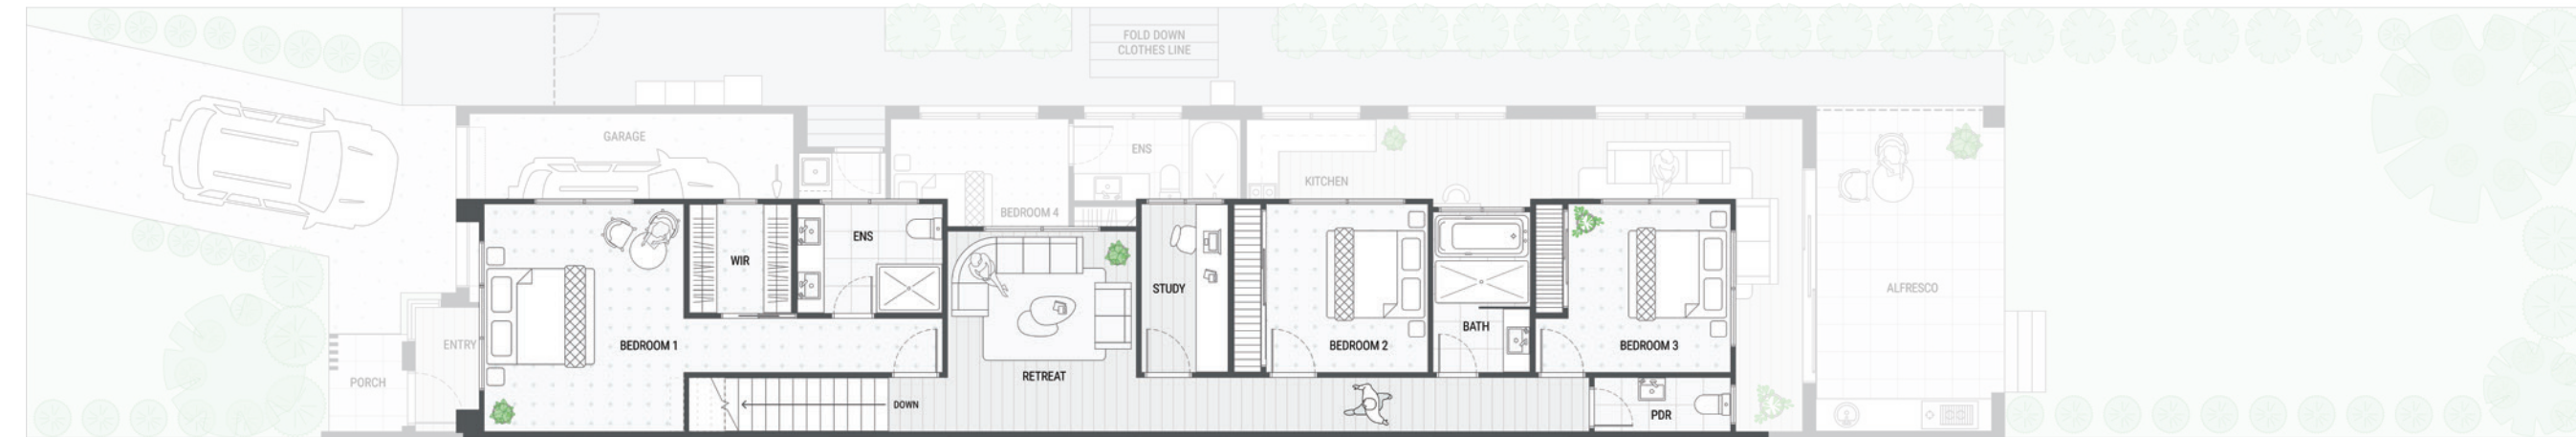 FOLD DOWN
CLOTHES LINE
GARAGE
ENS
KITCHEN
BEDROOM 4
ENS
WIR
STUDY
ALFRESCO
BATH
ENTRY
BEDROOM 1
BEDROOM 2
BEDROOM 3
PORCH
RETREAT
DOWN
PDR